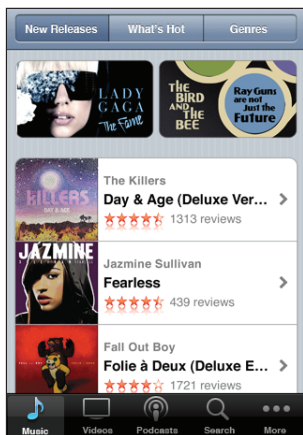 New Releases What's Hot Genres
LADY
GAGA
The Fame
THE
BIRD
AND
THE
BEE
Ray Guns
are not
Just The
Future
The Killers
KILLERS
DAY & AGE
Day & Age (Deluxe Ver...
1313 reviews
JAZMINE
Jazmine Sullivan
Fearless
439 reviews
Fall Out Boy
Folie à Deux (Deluxe E...
1721 reviews
Music Videos Podcasts Search More